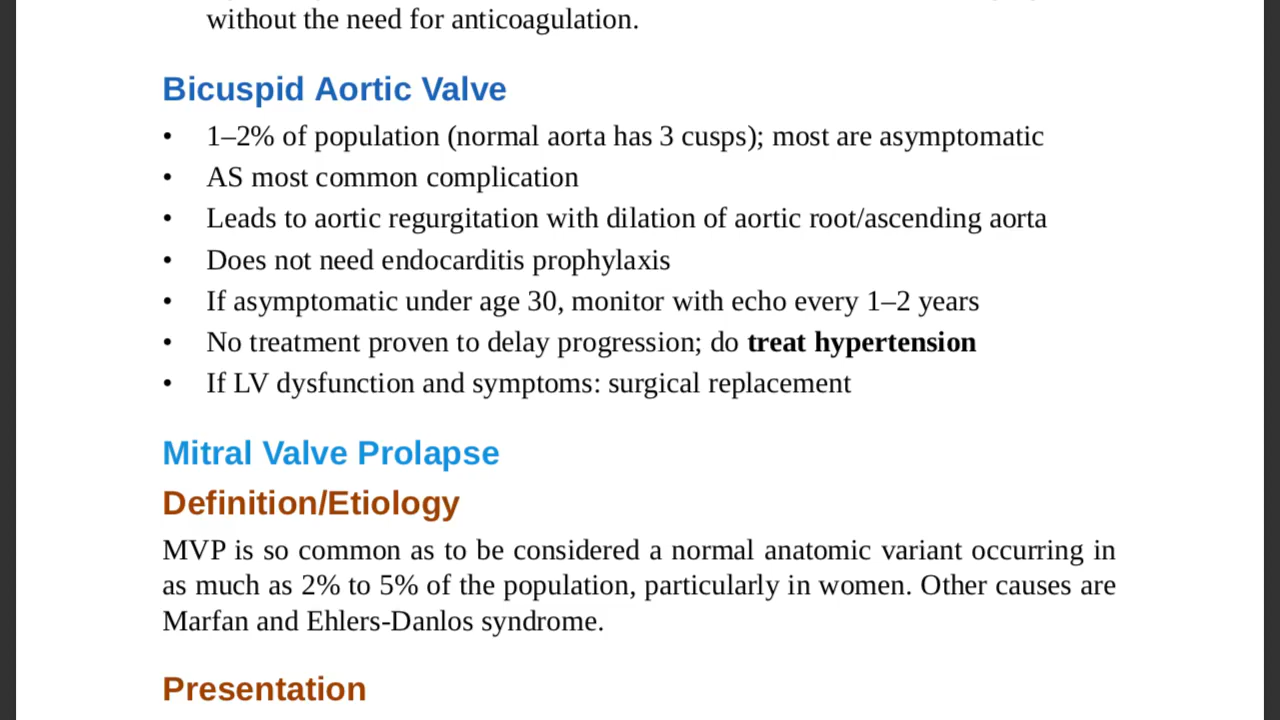 without the need for anticoagulation.
Bicuspid Aortic Valve
• 1–2% of population (normal aorta has 3 cusps); most are asymptomatic
• AS most common complication
• Leads to aortic regurgitation with dilation of aortic root/ascending aorta
• Does not need endocarditis prophylaxis
• If asymptomatic under age 30, monitor with echo every 1–2 years
• No treatment proven to delay progression; do treat hypertension
• If LV dysfunction and symptoms: surgical replacement
Mitral Valve Prolapse
Definition/Etiology
MVP is so common as to be considered a normal anatomic variant occurring in
as much as 2% to 5% of the population, particularly in women. Other causes are
Marfan and Ehlers-Danlos syndrome.
Presentation